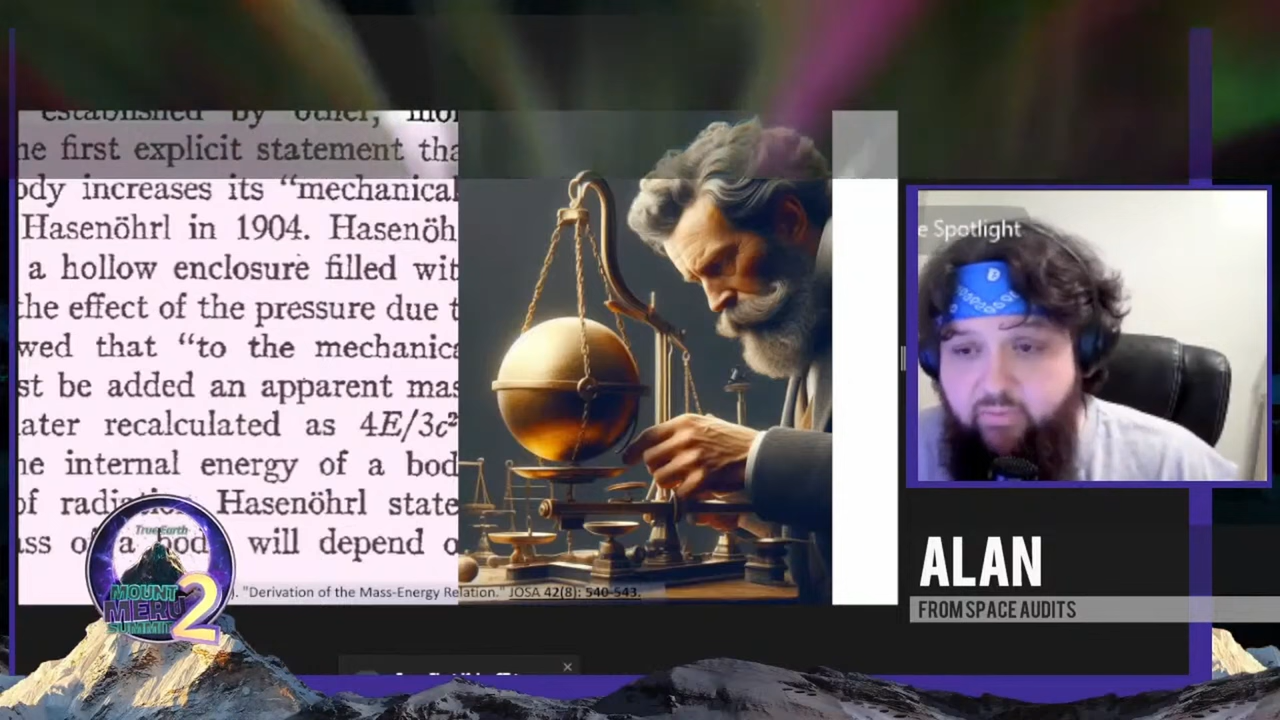 established by other, mo
he first explicit statement tha
ody increases its “mechanical
Hasenöhrl in 1904. Hasenöh
a hollow enclosure filled wit
the effect of the pressure due t
wed that “to the mechanica
st be added an apparent mas
later recalculated as 4E/3c²
he internal energy of a bod
of radiation Hasenöhrl state
ass of a body will depend o
). "Derivation of the Mass-Energy Relation." JOSA 42(8): 540-543.
e Spotlight
ALAN
FROM SPACE AUDITS
True Earth
MOUNT
MERU
SUMMIT
2